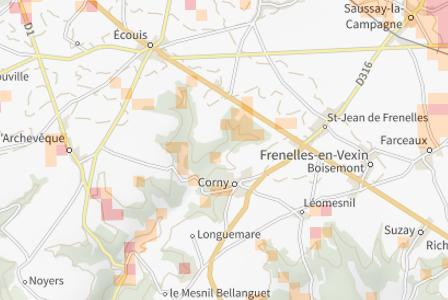 Saussay-la-
Campagne
D1
Écouis
ouville
D316
St-Jean de Frenelles
'Archevêque
Farceaux
Frenelles-en-Vexin
Boisemont
Rich
Corny
Léomesnil
Suzay
Longuemare
Noyers
le Mesnil Bellanguet